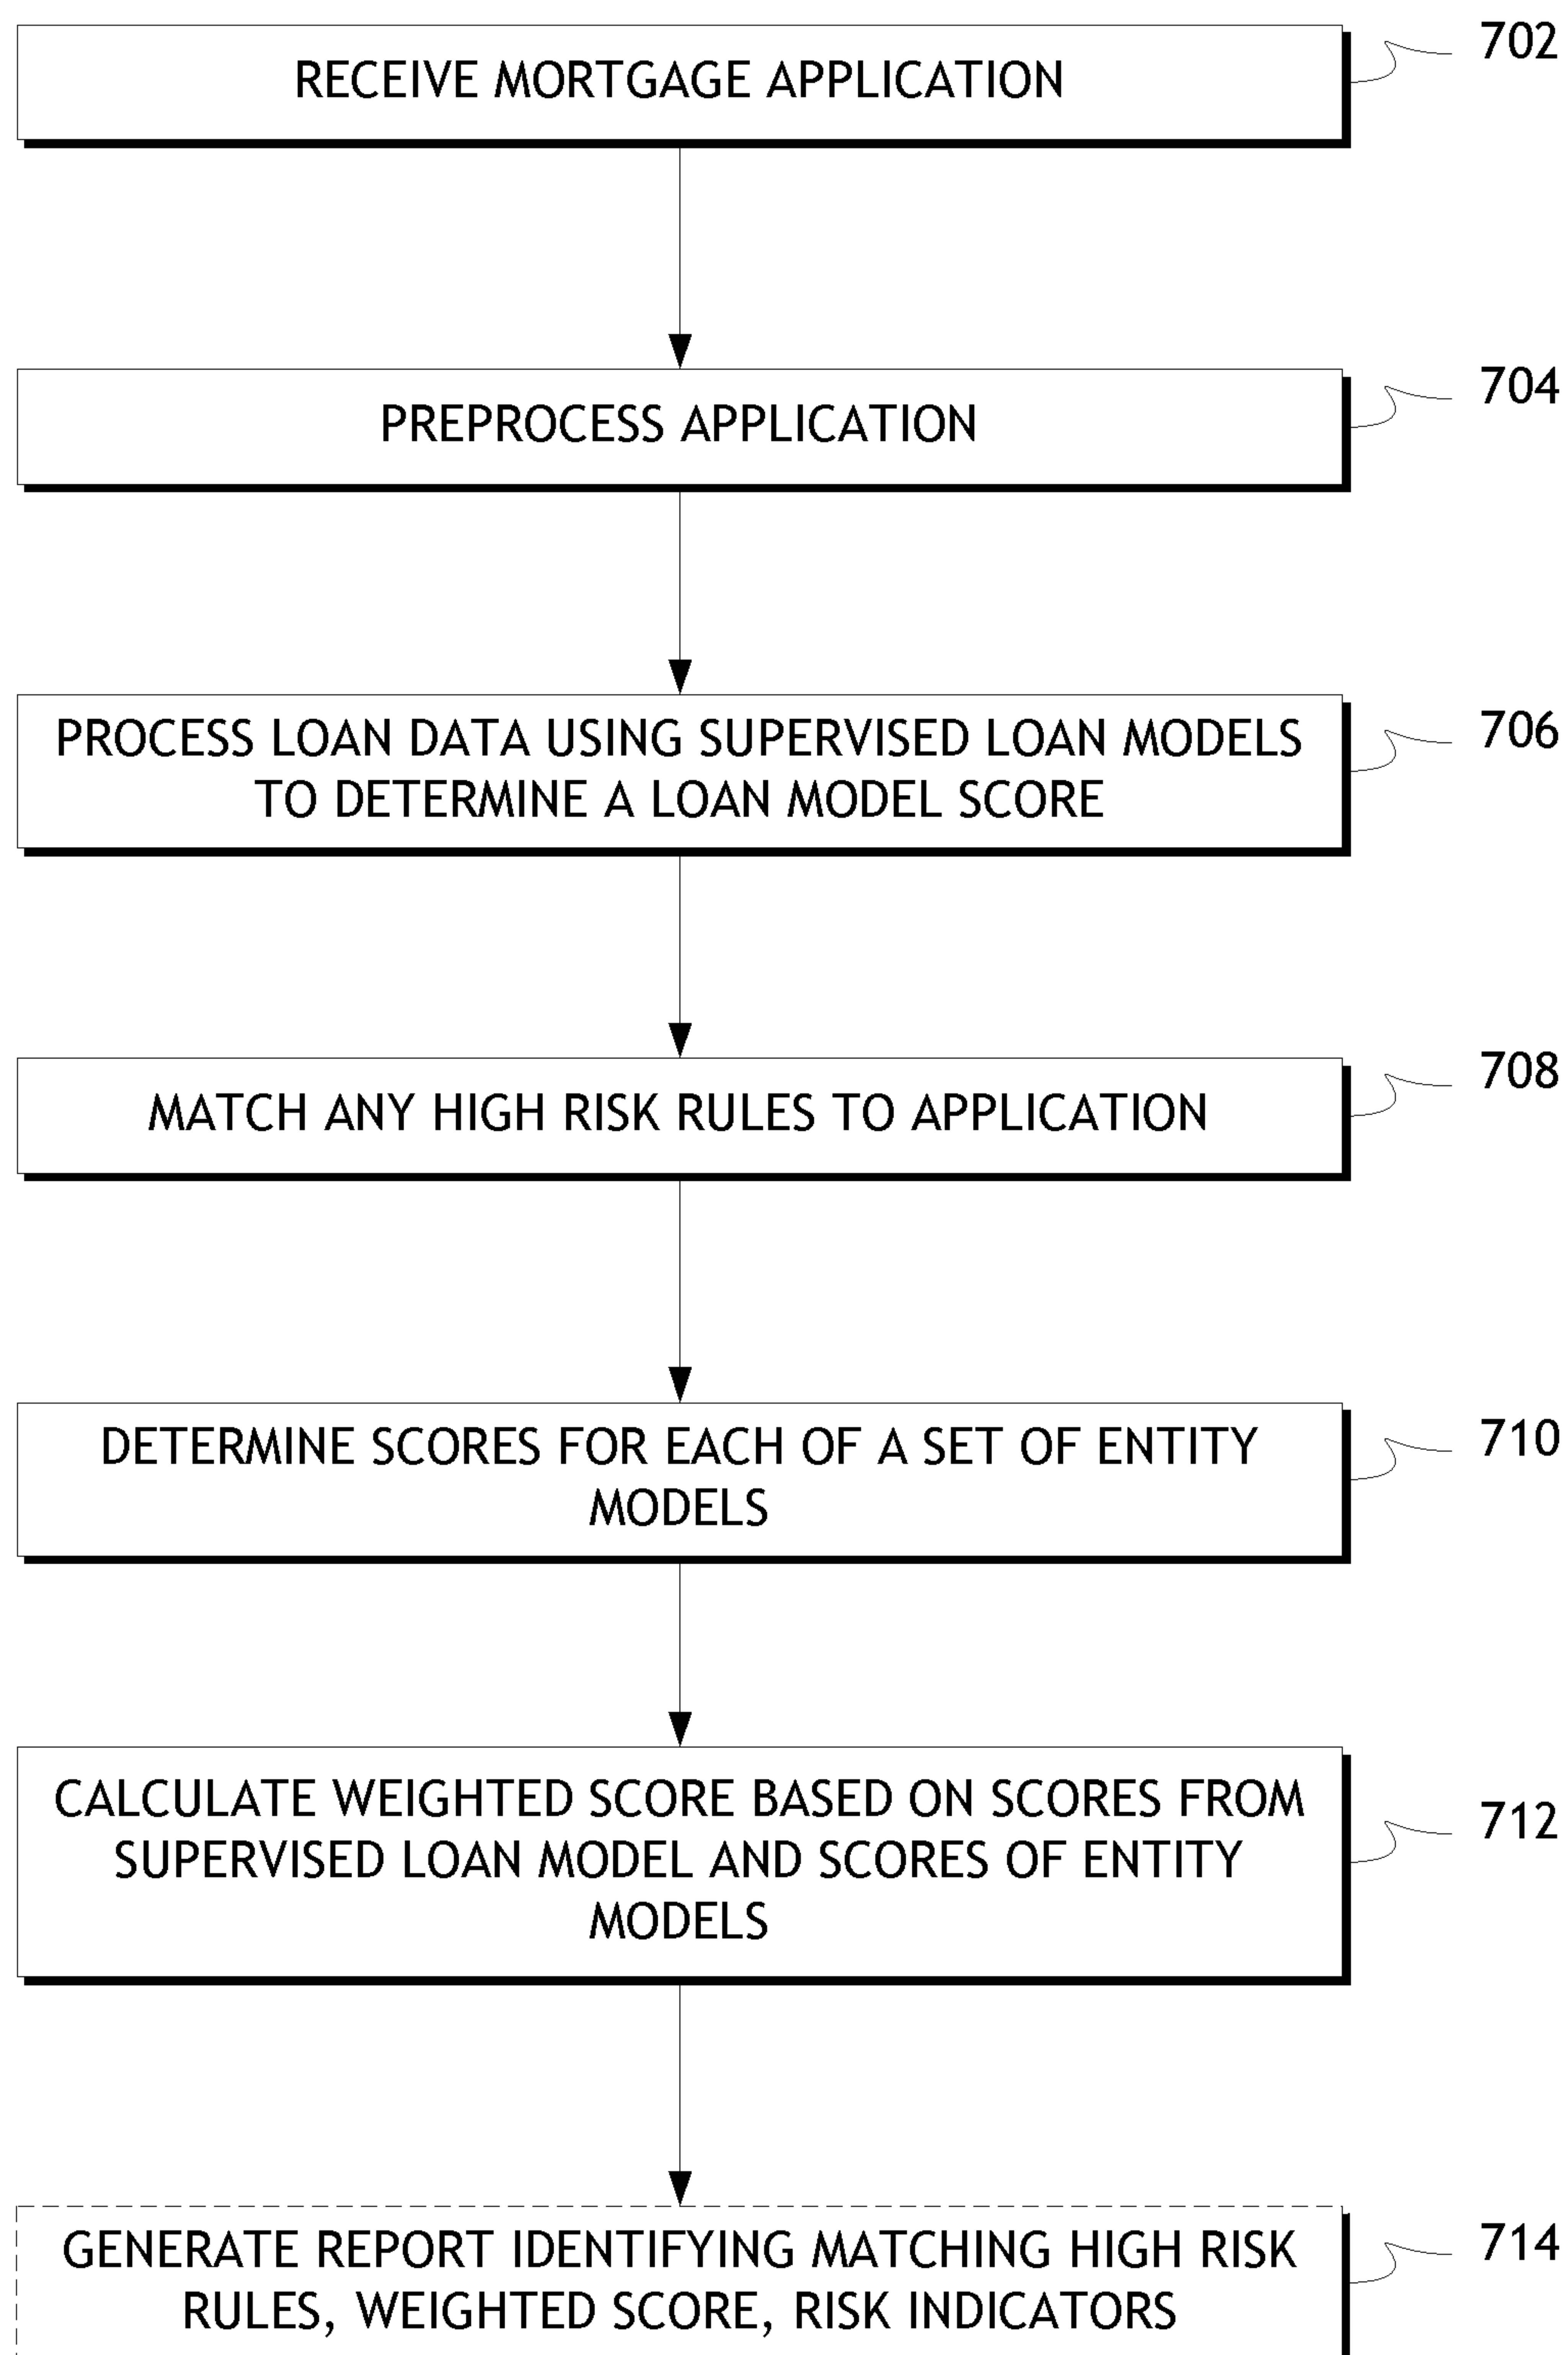 RECEIVE MORTGAGE APPLICATION
702
PREPROCESS APPLICATION
704
PROCESS LOAN DATA USING SUPERVISED LOAN MODELS
TO DETERMINE A LOAN MODEL SCORE
706
MATCH ANY HIGH RISK RULES TO APPLICATION
708
DETERMINE SCORES FOR EACH OF A SET OF ENTITY
MODELS
710
CALCULATE WEIGHTED SCORE BASED ON SCORES FROM
SUPERVISED LOAN MODEL AND SCORES OF ENTITY
MODELS
712
GENERATE REPORT IDENTIFYING MATCHING HIGH RISK
RULES, WEIGHTED SCORE, RISK INDICATORS
714